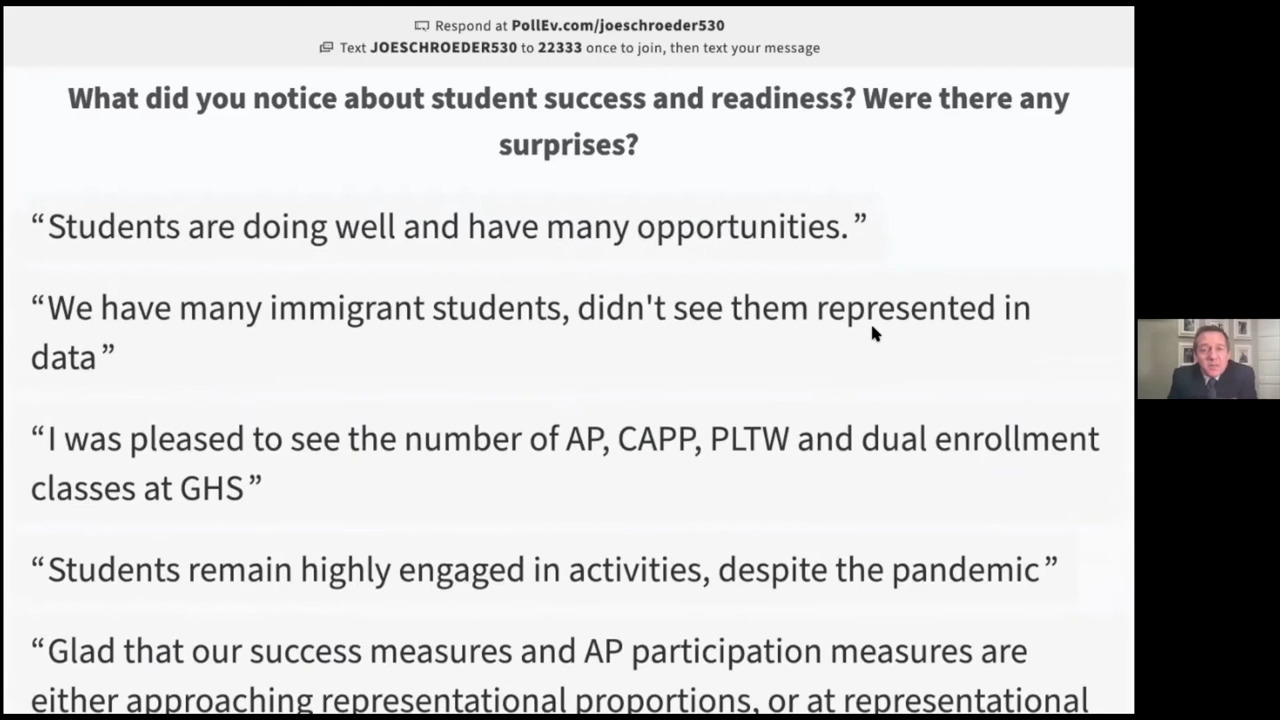 Respond at PollEv.com/joeschroeder530
Text JOESCHROEDER530 to 22333 once to join, then text your message
What did you notice about student success and readiness? Were there any
surprises?
“Students are doing well and have many opportunities.”
“We have many immigrant students, didn't see them represented in
data”
“I was pleased to see the number of AP, CAPP, PLTW and dual enrollment
classes at GHS”
“Students remain highly engaged in activities, despite the pandemic”
“Glad that our success measures and AP participation measures are
either approaching representational proportions, or at representational